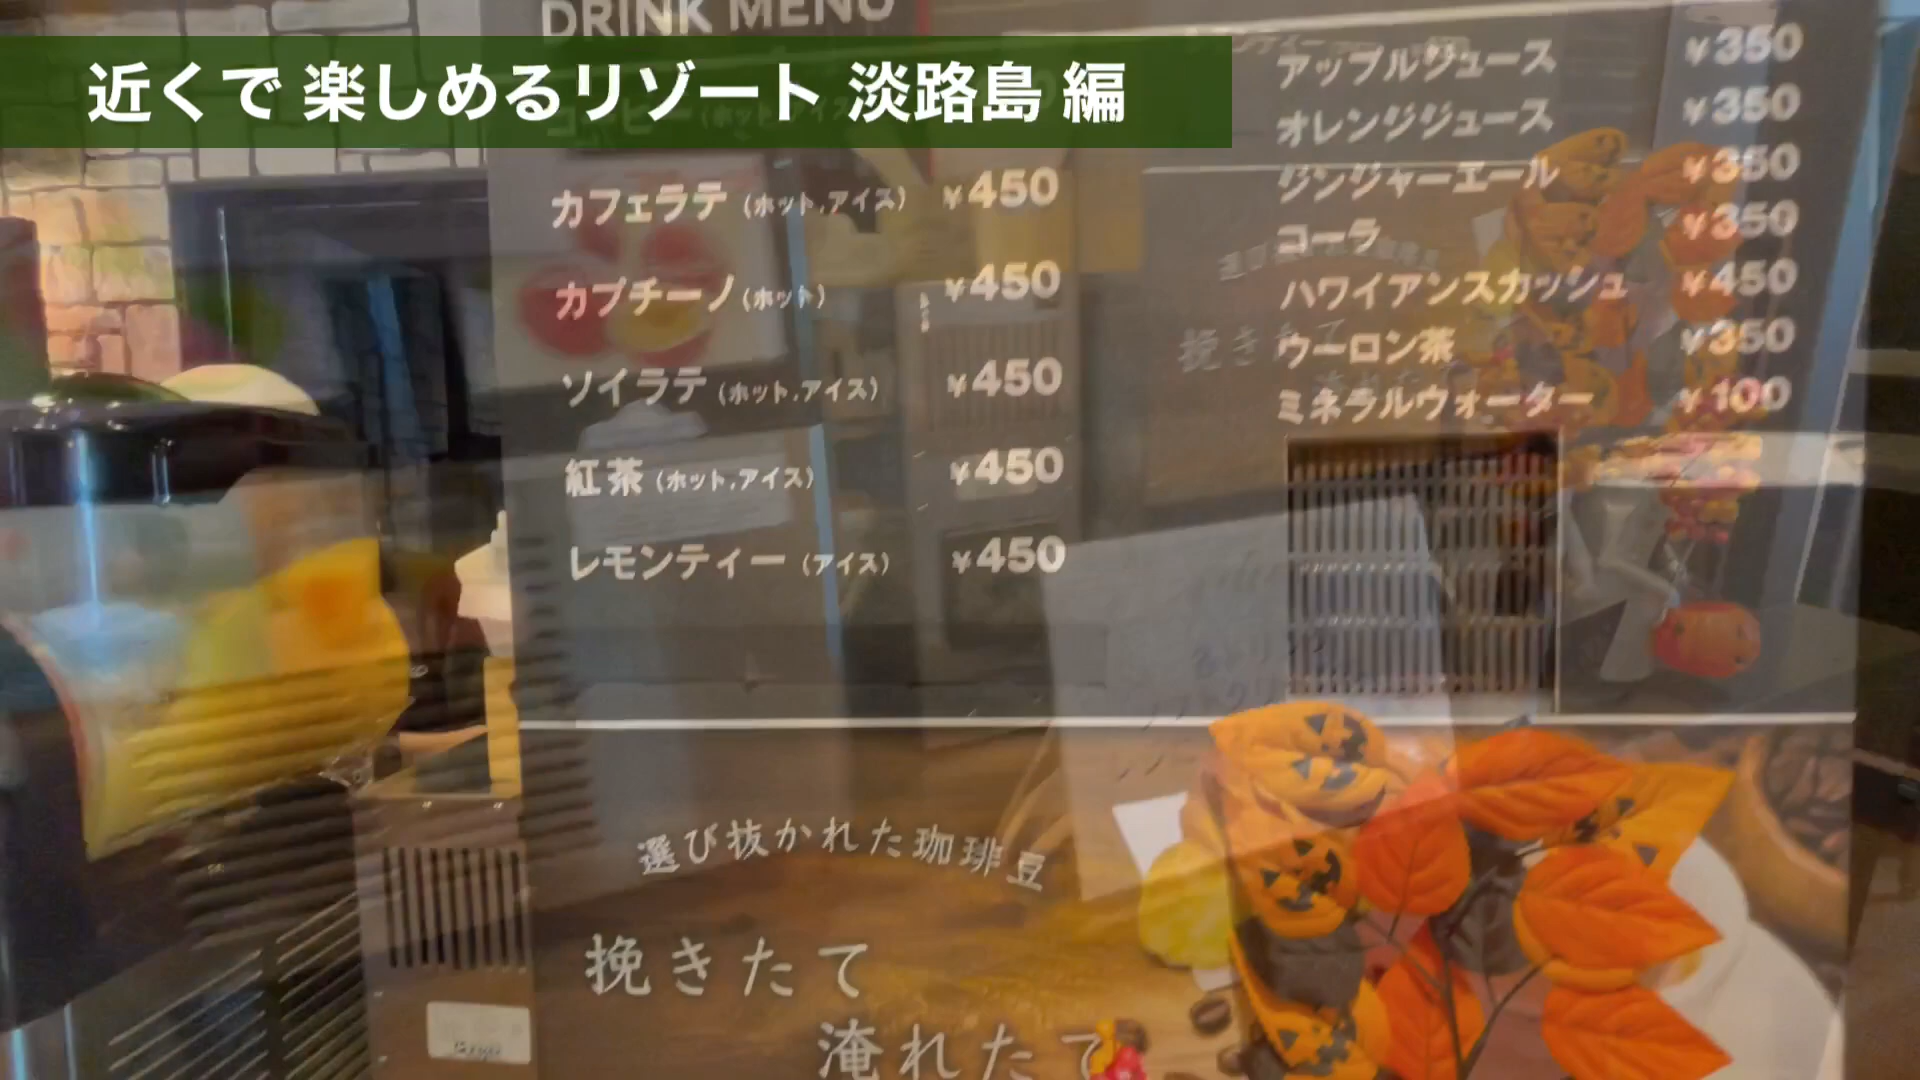 DRINK MENU
近くで 楽しめるリゾート 淡路島 編
カフェラテ (ホット,アイス) ¥450
カプチーノ (ホット) ¥450
ソイラテ (ホット,アイス) ¥450
紅茶 (ホット,アイス) ¥450
レモンティー (アイス) ¥450
アップルジュース ¥350
オレンジジュース ¥350
ジンジャーエール ¥350
コーラ ¥350
ハワイアンスカッシュ ¥450
ウーロン茶 ¥350
ミネラルウォーター ¥100
選び抜かれた珈琲豆
挽きたて
淹れたて